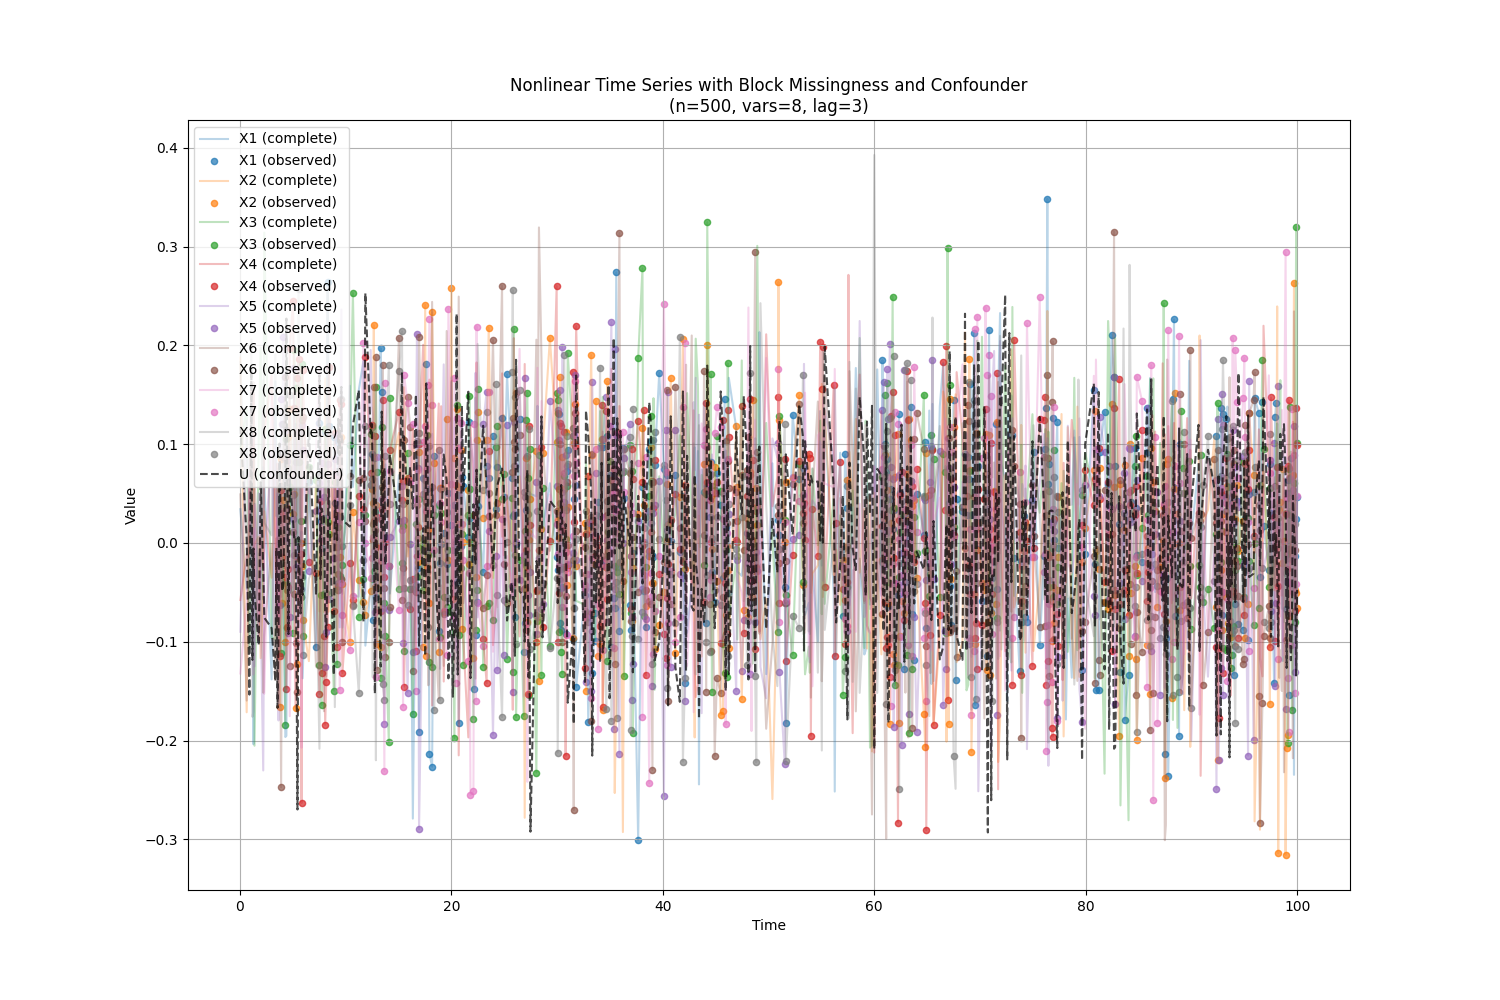 Nonlinear Time Series with Block Missingness and Confounder
(n=500, vars=8, lag=3)
0.4
0.3
0.2
0.1
0.0
−0.1
−0.2
−0.3
Value
X1 (complete)
X1 (observed)
X2 (complete)
X2 (observed)
X3 (complete)
X3 (observed)
X4 (complete)
X4 (observed)
X5 (complete)
X5 (observed)
X6 (complete)
X6 (observed)
X7 (complete)
X7 (observed)
X8 (complete)
X8 (observed)
U (confounder)
0 20 40 60 80 100
Time